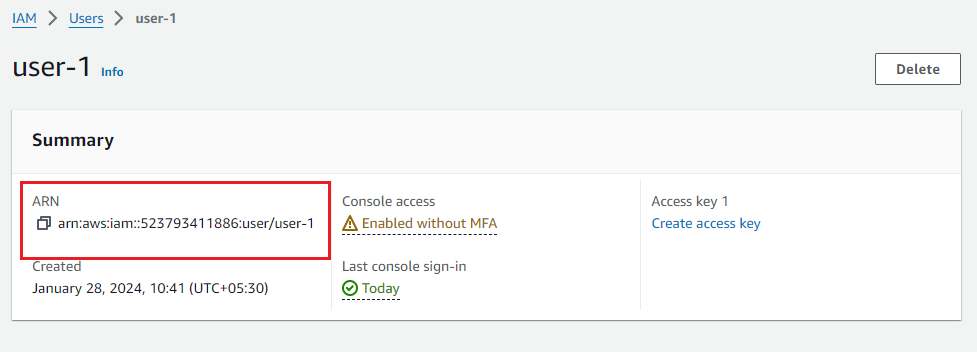 IAM > Users > user-1
user-1 Info
Delete
Summary
ARN
arn:aws:iam::523793411886:user/user-1
Created
January 28, 2024, 10:41 (UTC+05:30)
Console access
Enabled without MFA
Last console sign-in
Today
Access key 1
Create access key